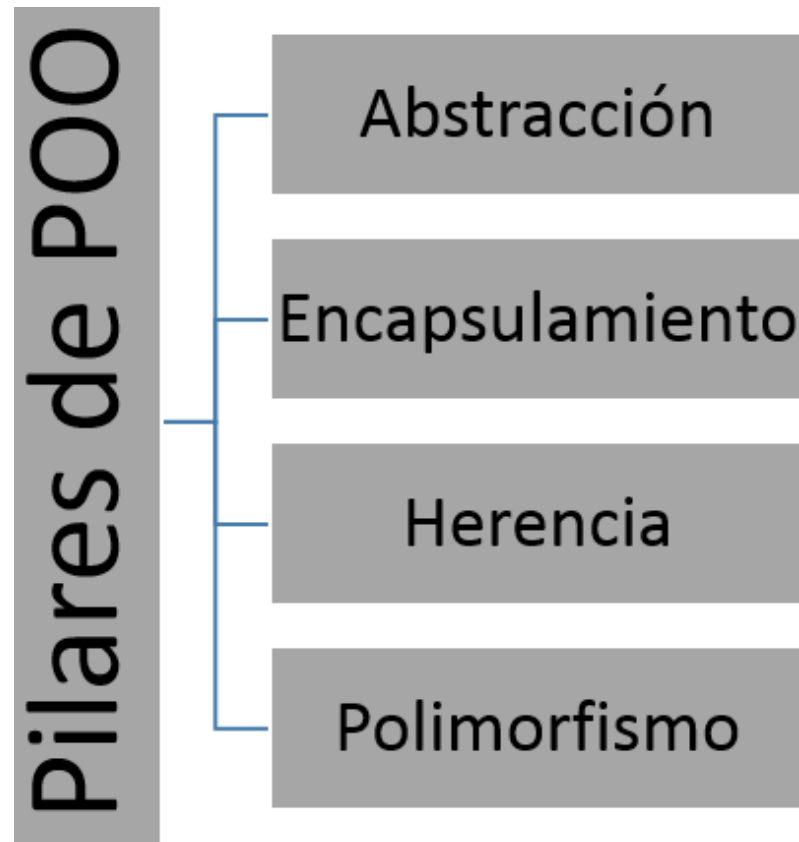 Pilares de POO
Abstracción
Encapsulamiento
Herencia
Polimorfismo